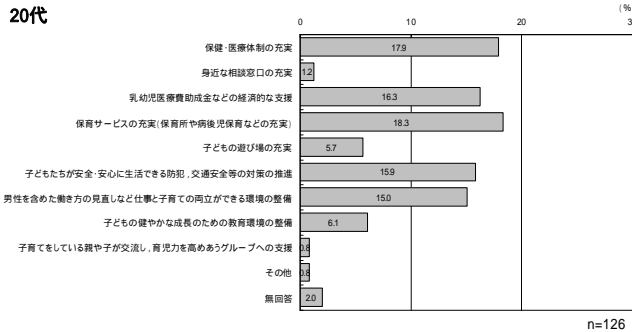 20代
(%
0 10 20 3
保健・医療体制の充実 17.9
身近な相談窓口の充実 1.2
乳幼児医療費助成金などの経済的な支援 16.3
保育サービスの充実(保育所や病後児保育などの充実) 18.3
子どもの遊び場の充実 5.7
子どもたちが安全・安心に生活できる防犯，交通安全等の対策の推進 15.9
男性を含めた働き方の見直しなど仕事と子育ての両立ができる環境の整備 15.0
子どもの健やかな成長のための教育環境の整備 6.1
子育てをしている親や子が交流し，育児力を高めあうグループへの支援 0.8
その他 0.8
無回答 2.0
n=126